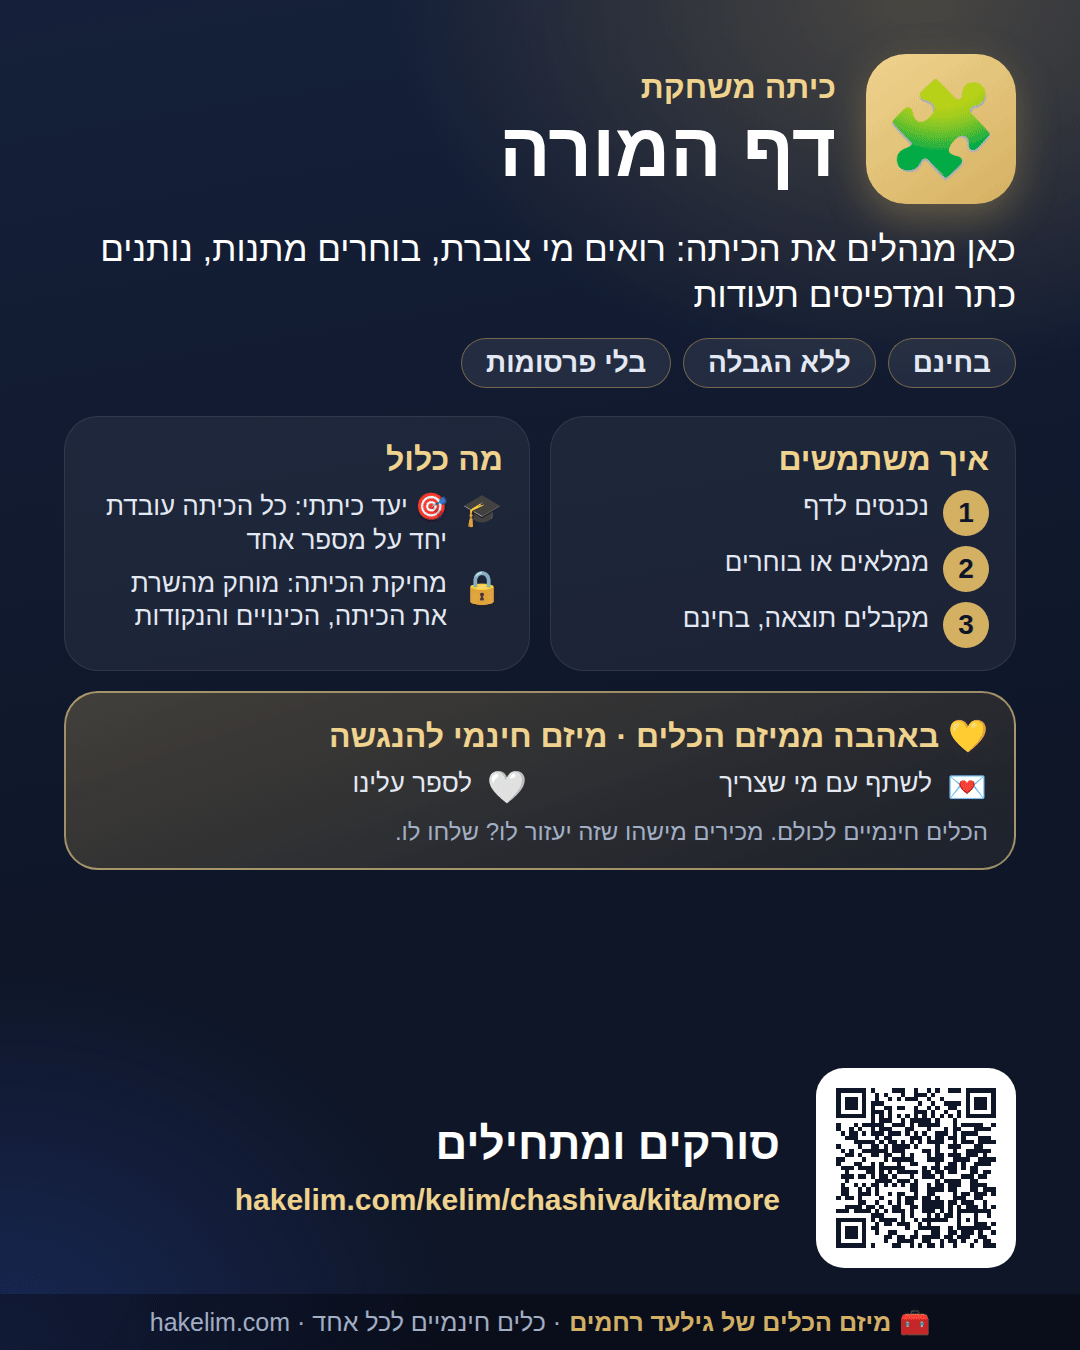 כיתה משחקת
דף המורה
כאן מנהלים את הכיתה: רואים מי צוברת, בוחרים מתנות, נותנים
כתר ומדפיסים תעודות
בחינם
ללא הגבלה
בלי פרסומות
איך משתמשים
1 נכנסים לדף
2 ממלאים או בוחרים
3 מקבלים תוצאה, בחינם
מה כלול
🎓 🎯 יעד כיתתי: כל הכיתה עובדת
יחד על מספר אחד
🔒 מחיקת הכיתה: מוחק מהשרת
את הכיתה, הכינויים והנקודות
💛 באהבה ממיזם הכלים · מיזם חינמי להנגשה
💌 לשתף עם מי שצריך
🤍 לספר עלינו
הכלים חינמיים לכולם. מכירים מישהו שזה יעזור לו? שלחו לו.
סורקים ומתחילים
hakelim.com/kelim/chashiva/kita/more
🧰 מיזם הכלים של גילעד רחמים · כלים חינמיים לכל אחד · hakelim.com